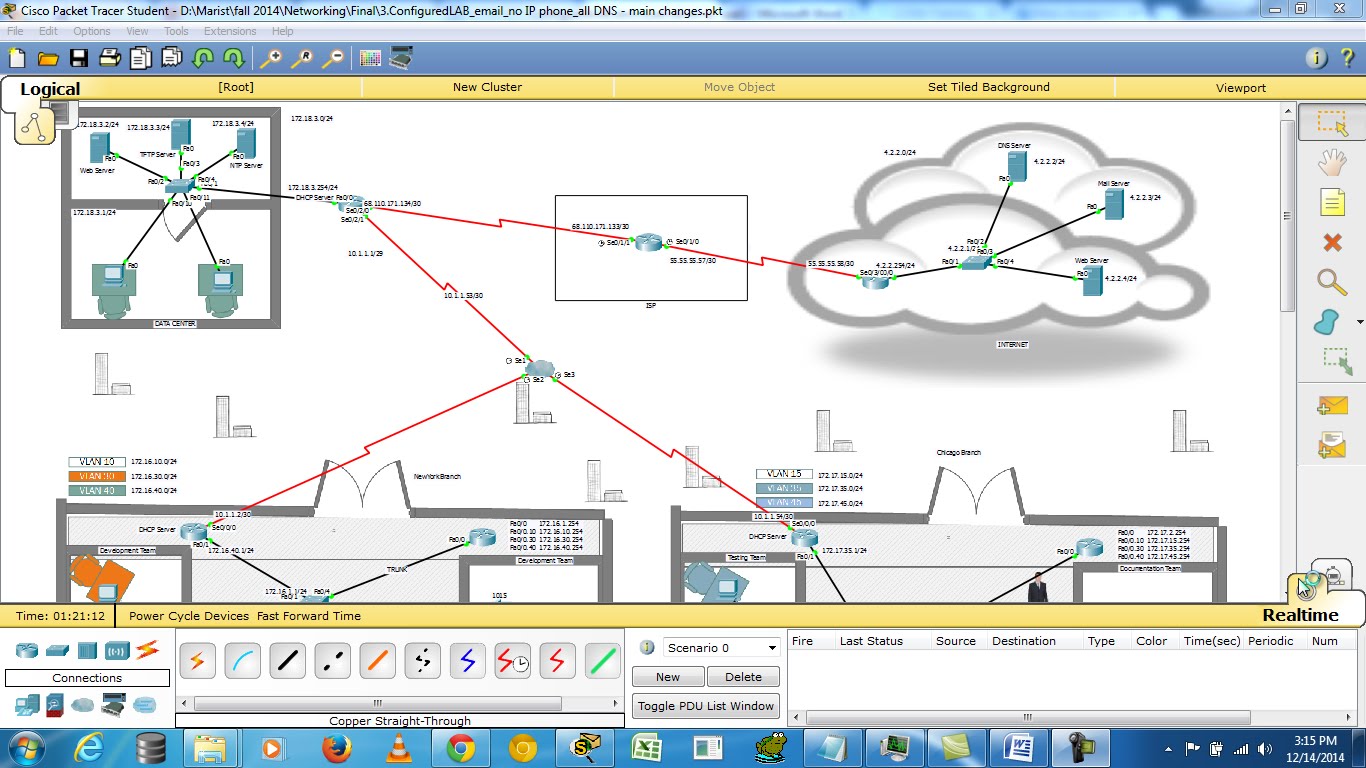 Cisco Packet Tracer Student - D:\Marist\fall 2014\Networking\Final\3.ConfiguredLAB_email_no IP phone_all DNS - main changes.pkt
File Edit Options View Tools Extensions Help
Logical [Root] New Cluster Move Object Set Tiled Background Viewport
172.18.3.2/24
172.18.3.3/24
172.18.3.4/24
172.18.3.0/24
Fa0
Fa0
Fa0
Web Server
TFTP Server
NTP Server
Fa0/3
Fa0/2
Fa0/4
Fa0/10
Fa0/11
172.18.3.1/24
Fa0
Fa0
DATA CENTER
172.18.3.254/24
DHCP Server
Fa0/0
68.110.171.134/30
Se0/2/0
Se0/2/1
10.1.1.1/29
10.1.1.53/30
68.110.171.133/30
Se0/1/1
Se0/1/0
55.55.55.57/30
ISP
4.2.2.0/24
DNS Server
4.2.2.2/24
Fa0
Mail Server
4.2.2.3/24
Fa0
Fa0/2
Fa0/3
Fa0/1
Fa0/4
Web Server
Fa0
4.2.2.4/24
55.55.55.58/30
4.2.2.254/24
INTERNET
Se1
Se2
Se3
VLAN 10 172.16.10.0/24
VLAN 30 172.16.30.0/24
VLAN 40 172.16.40.0/24
NewYork Branch
10.1.1.2/30
DHCP Server
Se0/0/0
Fa0/1
172.16.40.1/24
Development Team
Fa0/0
Fa0/0 172.16.1.254
Fa0/0.10 172.16.10.254
Fa0/0.30 172.16.30.254
Fa0/0.40 172.16.40.254
Development Team
TRUNK
172.16.1.1/24
Fa0/4
1015
VLAN 15 172.17.15.0/24
VLAN 35 172.17.35.0/24
VLAN 45 172.17.45.0/24
Chicago Branch
10.1.1.54/30
Se0/0/0
DHCP Server
Fa0/1
172.17.35.1/24
Testing Team
Fa0/0
Fa0/0 172.17.2.254
Fa0/0.10 172.17.15.254
Fa0/0.30 172.17.35.254
Fa0/0.40 172.17.45.254
Documentation Team
Time: 01:21:12 Power Cycle Devices Fast Forward Time
Realtime
Connections
Copper Straight-Through
Scenario 0
New Delete
Toggle PDU List Window
Fire Last Status Source Destination Type Color Time(sec) Periodic Num
3:15 PM
12/14/2014